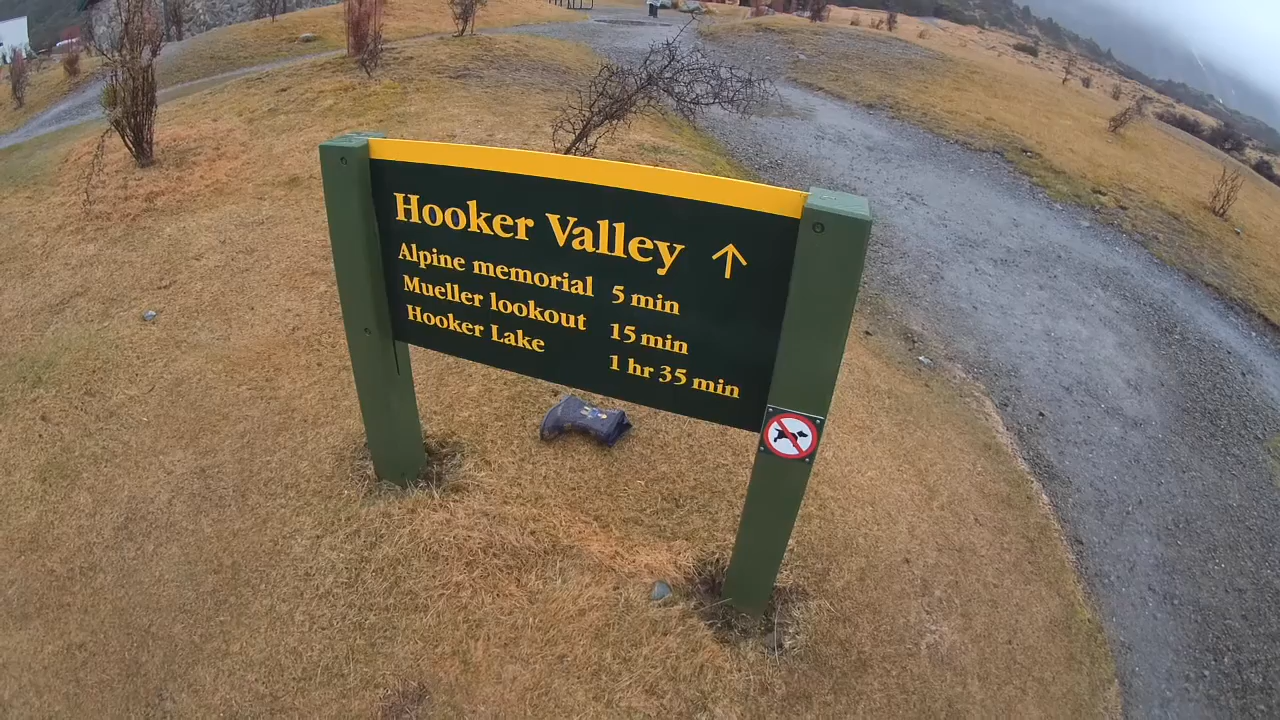 Hooker Valley ↑
Alpine memorial 5 min
Mueller lookout 15 min
Hooker Lake 1 hr 35 min